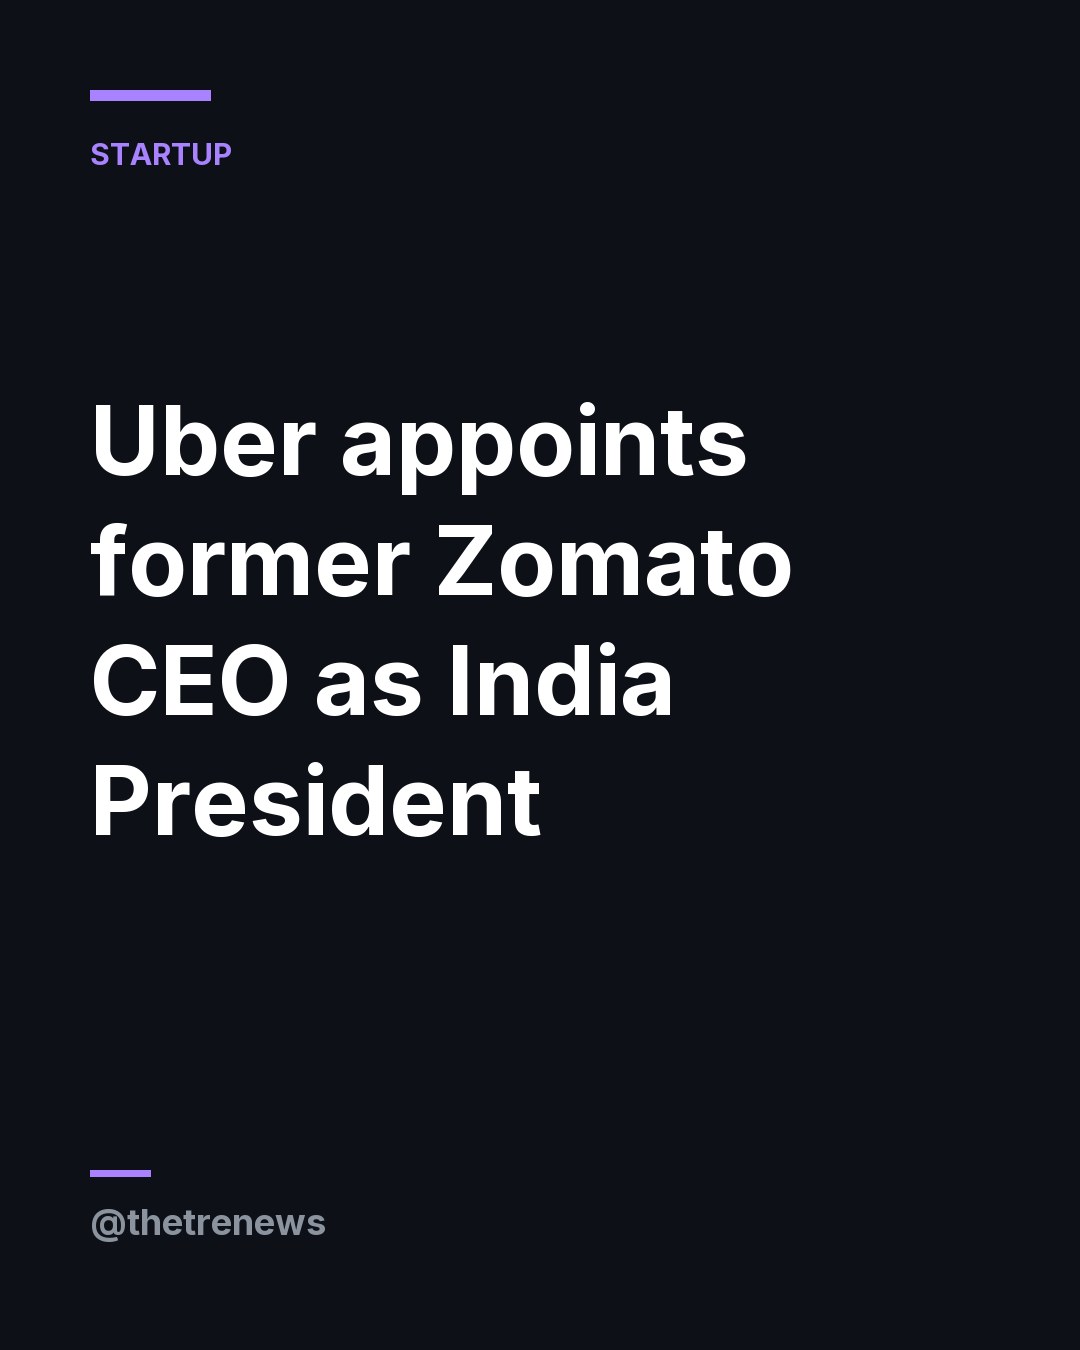 STARTUP
Uber appoints
former Zomato
CEO as India
President
@thetrenews